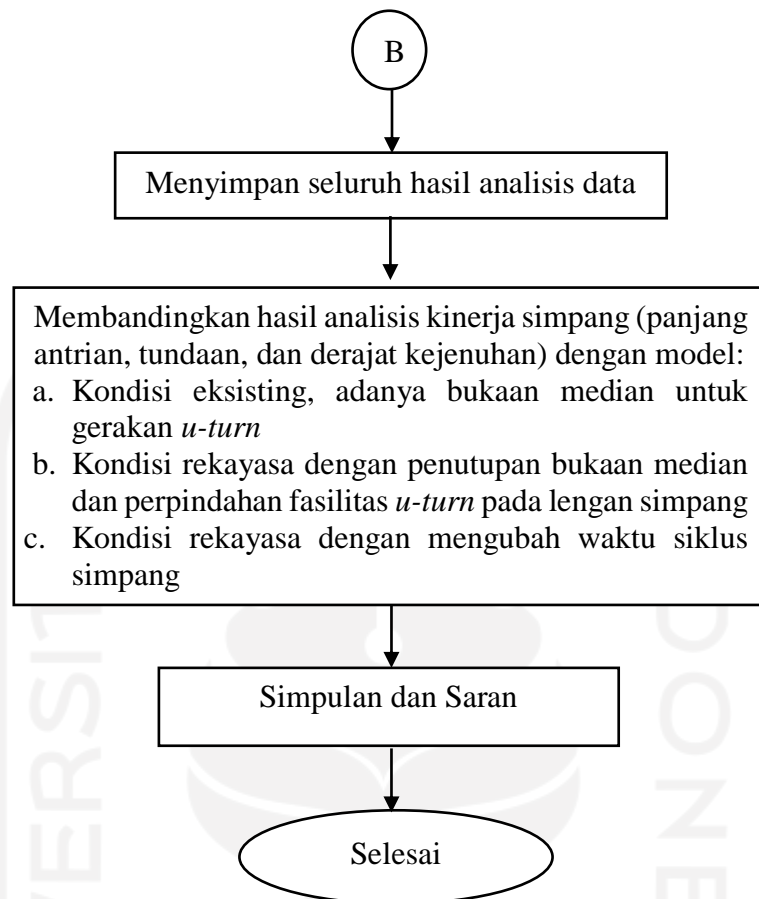 B
Menyimpan seluruh hasil analisis data
Membandingkan hasil analisis kinerja simpang (panjang
antrian, tundaan, dan derajat kejenuhan) dengan model:
a. Kondisi eksisting, adanya bukaan median untuk
gerakan u-turn
b. Kondisi rekayasa dengan penutupan bukaan median
dan perpindahan fasilitas u-turn pada lengan simpang
c. Kondisi rekayasa dengan mengubah waktu siklus
simpang
Simpulan dan Saran
Selesai